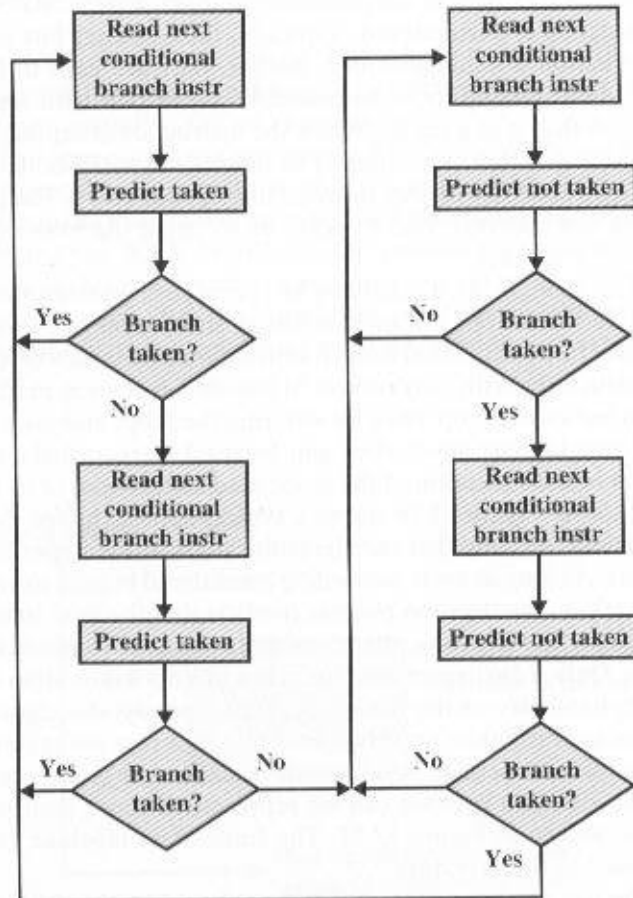 Read next
conditional
branch instr
Predict taken
Yes
Branch
taken?
No
Read next
conditional
branch instr
Predict taken
Yes
Branch
taken?
No
Read next
conditional
branch instr
Predict not taken
No
Branch
taken?
Yes
Read next
conditional
branch instr
Predict not taken
No
Branch
taken?
Yes